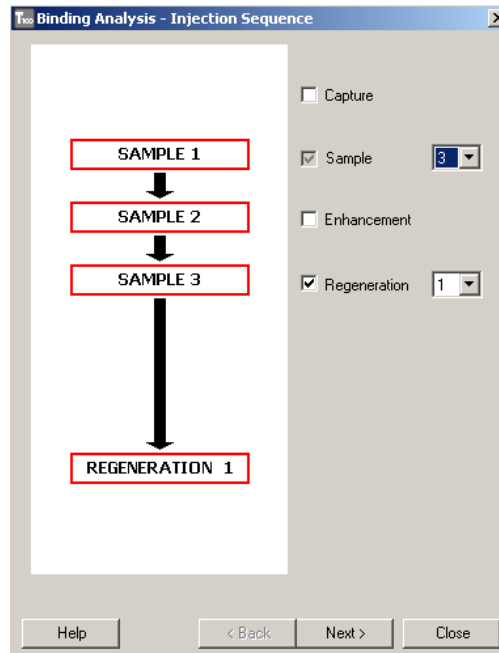 T100 Binding Analysis - Injection Sequence
Capture
SAMPLE 1
Sample 3
SAMPLE 2
Enhancement
SAMPLE 3
Regeneration 1
REGENERATION 1
Help < Back Next > Close